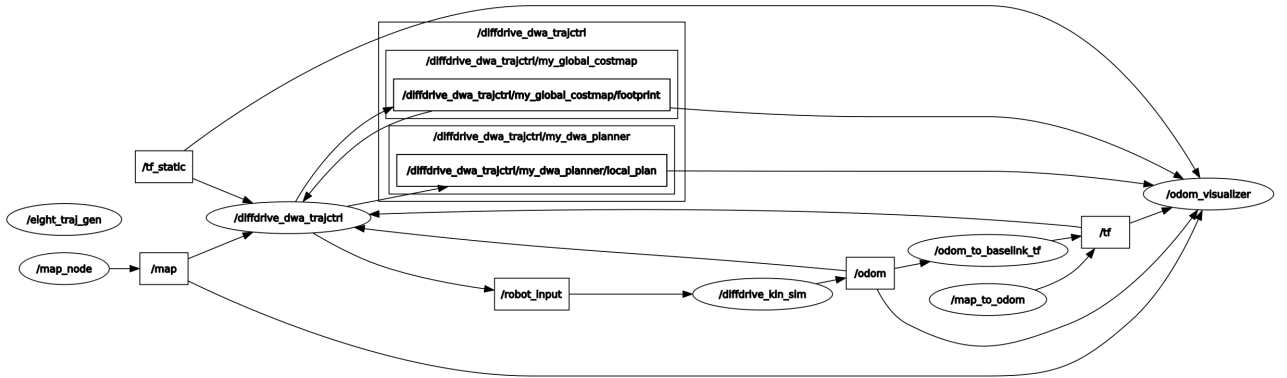 /diffdrive_dwa_trajctrl
/diffdrive_dwa_trajctrl/my_global_costmap
/diffdrive_dwa_trajctrl/my_global_costmap/footprint
/diffdrive_dwa_trajctrl/my_dwa_planner
/diffdrive_dwa_trajctrl/my_dwa_planner/local_plan
/tf_static
/odom_visualizer
/eight_traj_gen
/diffdrive_dwa_trajctrl
/tf
/odom_to_baselink_tf
/map_node
/map
/odom
/robot_input
/diffdrive_kin_sim
/map_to_odom